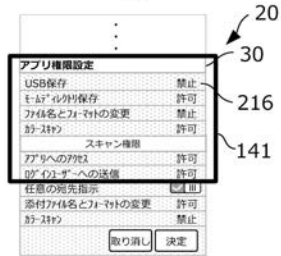 20
アプリ権限設定 30
USB保存 禁止 216
ﾎｰﾑﾃﾞｨﾚｸﾄﾘ保存 許可
ﾌｧｲﾙ名とﾌｫｰﾏｯﾄの変更 許可
ｶﾗｰｽｷｬﾝ 許可 141
スキャン権限
ｱﾌﾟﾘへのｱｸｾｽ 許可
ﾛｸﾞｲﾝﾕｰｻﾞｰへの送信 許可
任意の宛先指示
添付ﾌｧｲﾙ名とﾌｫｰﾏｯﾄの変更 許可
ｶﾗｰｽｷｬﾝ 禁止
取り消し 決定